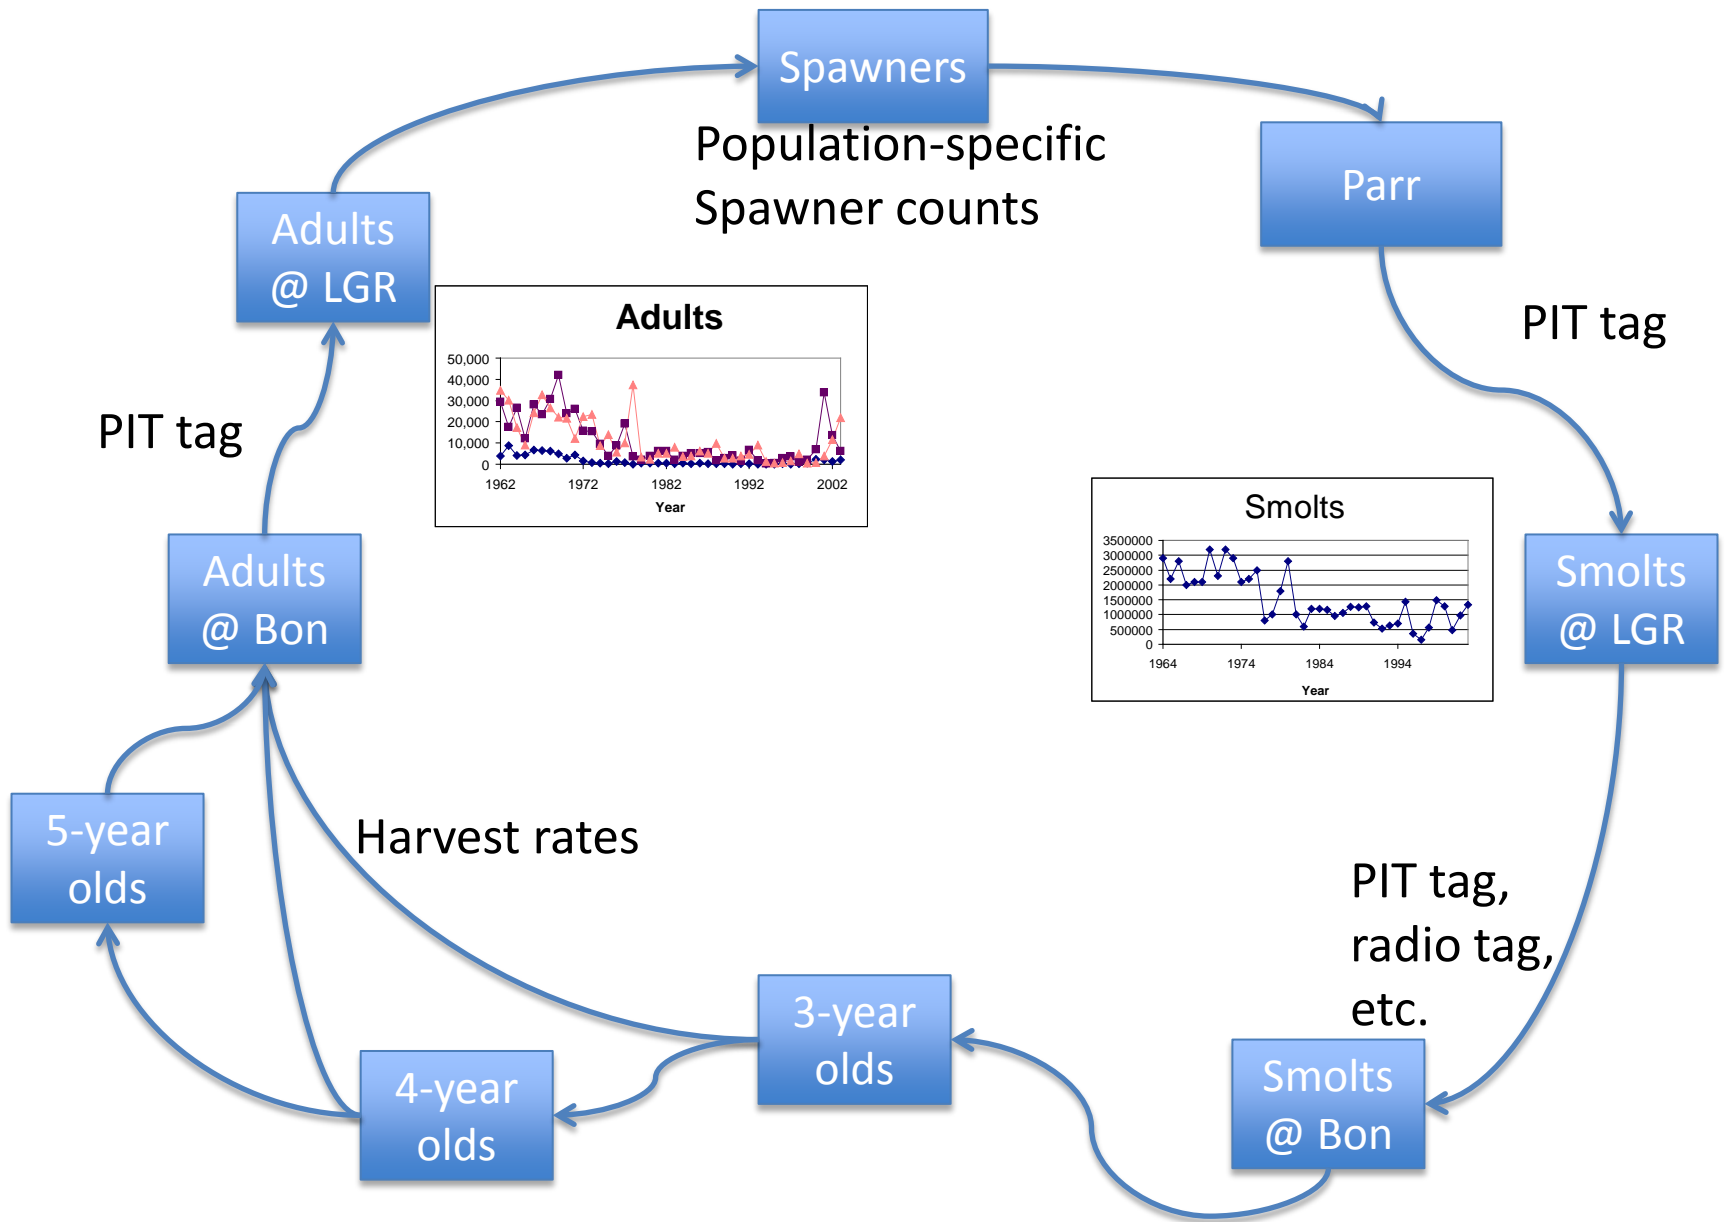 Spawners
Population-specific
Spawner counts
Parr
Adults
@ LGR
PIT tag
Adults
50,000
40,000
30,000
20,000
10,000
0
1962 1972 1982 1992 2002
Year
PIT tag
Smolts
3500000
3000000
2500000
2000000
1500000
1000000
500000
0
1964 1974 1984 1994
Year
Adults
@ Bon
Smolts
@ LGR
5-year
olds
Harvest rates
PIT tag,
radio tag,
etc.
3-year
olds
4-year
olds
Smolts
@ Bon